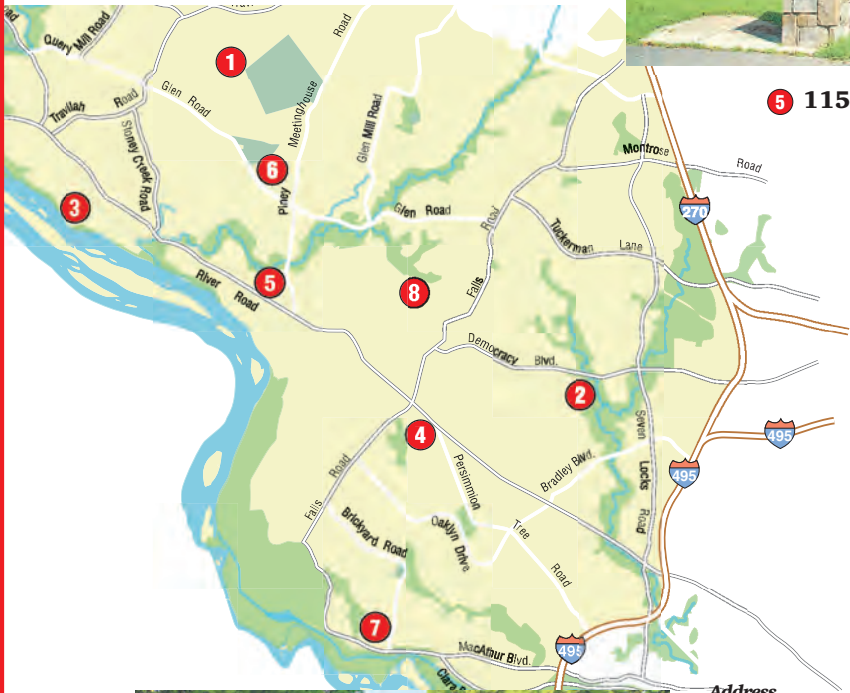 Query Mill Road
1
Road
5 115
Glen Road
Travilah Road
Meetinghouse
Glen Mill Road
Montrose
Road
Stoney Creek Road
6
Piney
3
Glen Road
Road
270
Tuckerman Lane
5
River Road
8
Falls
Democracy Blvd.
2
4
Seven
495
Persimmon
Bradley Blvd.
495
Road
Locks
Falls
Brickyard Road
Oaklyn Drive
Tree
Road
Road
7
MacArthur Blvd.
495
Clara
Address